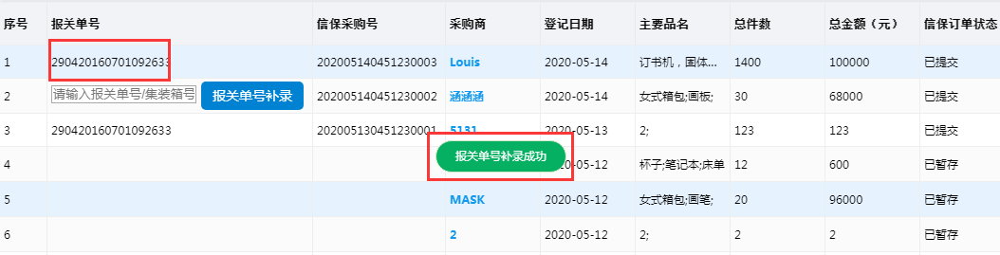 序号 报关单号 信保采购号 采购商 登记日期 主要品名 总件数 总金额（元） 信保订单状态
1 290420160701092633 202005140451230003 Louis 2020-05-14 订书机，固体... 1400 100000 已提交
2 请输入报关单号/集装箱号 报关单号补录 202005140451230002 涵涵涵 2020-05-14 女式箱包;画板; 30 68000 已提交
3 290420160701092633 202005130451230001 5131 2020-05-13 2; 123 123 已提交
报关单号补录成功
4 2020-05-12 杯子;笔记本;床单 12 600 已暂存
5 MASK 2020-05-12 女式箱包;画笔; 20 96000 已暂存
6 2 2020-05-12 2; 2 2 已暂存